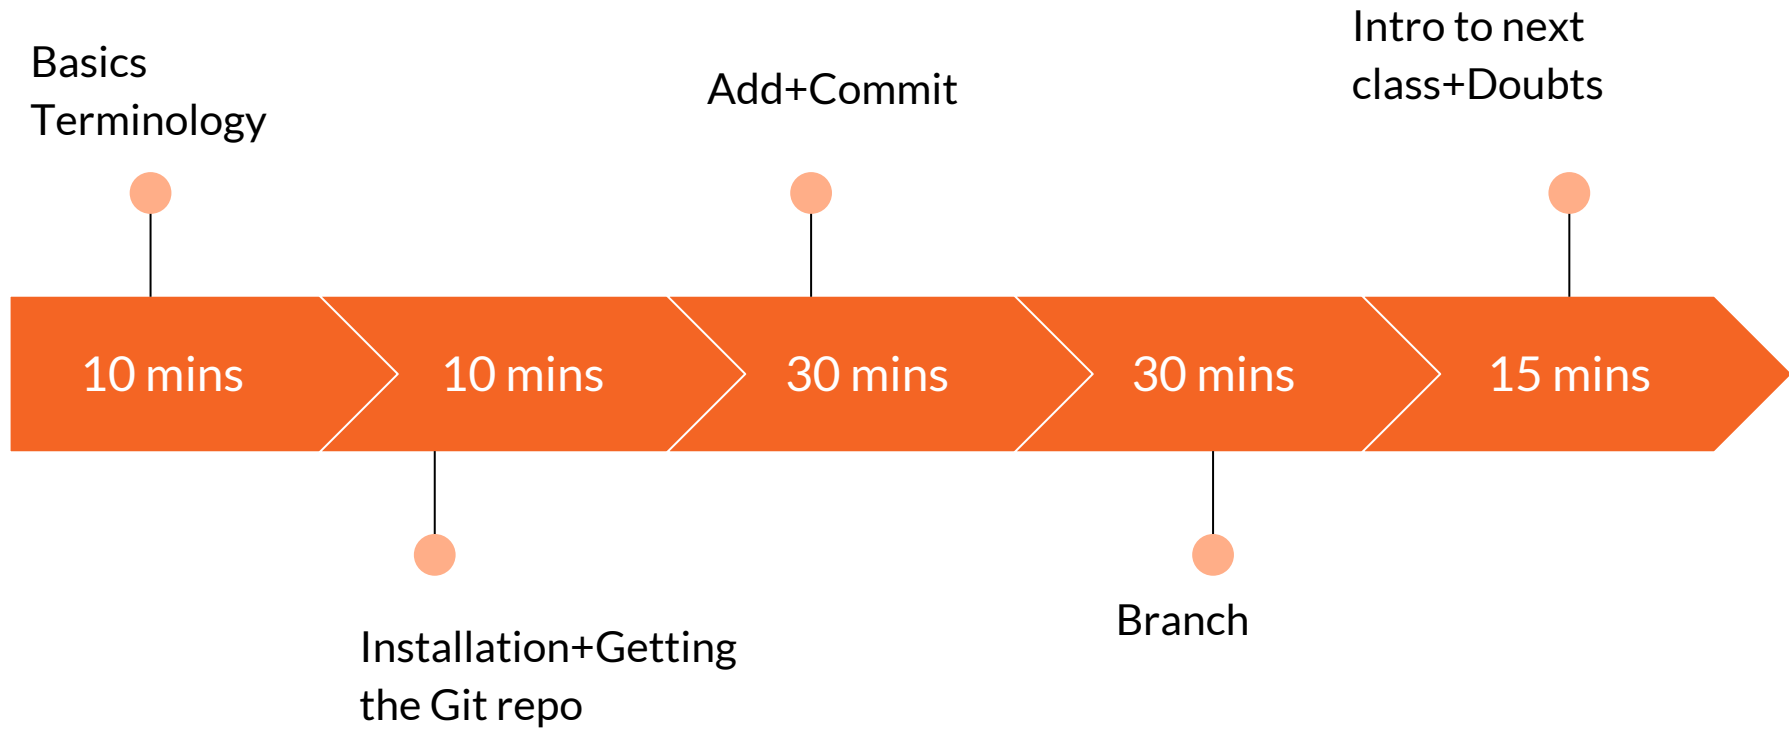 Basics
Terminology
Add+Commit
Intro to next
class+Doubts
10 mins
10 mins
30 mins
30 mins
15 mins
Installation+Getting
the Git repo
Branch